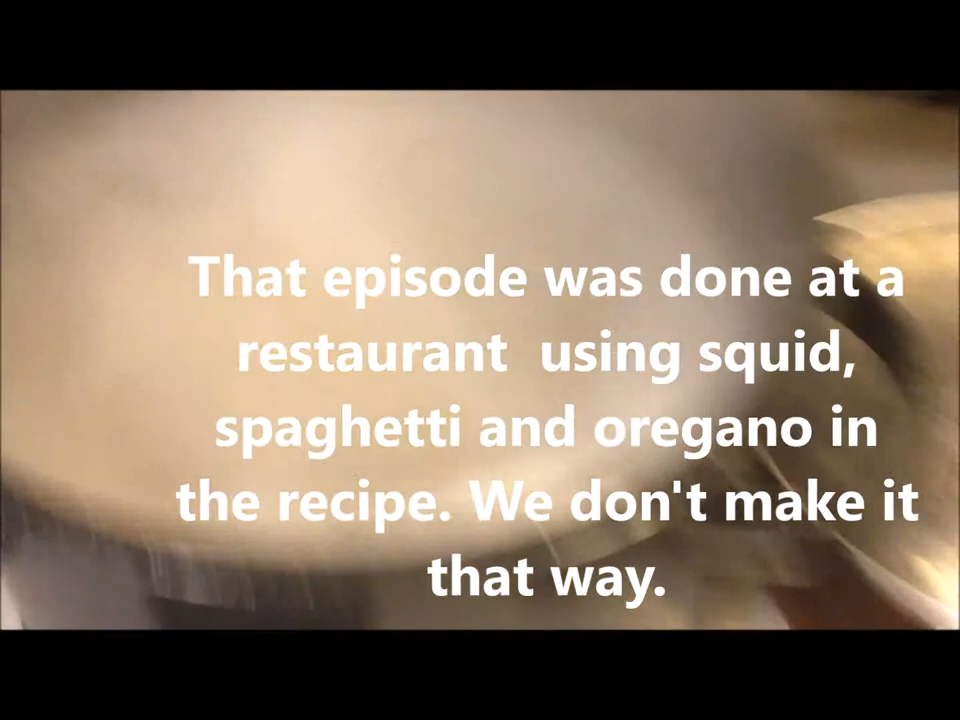 That episode was done at a
restaurant  using squid,
spaghetti and oregano in
the recipe. We don't make it
that way.